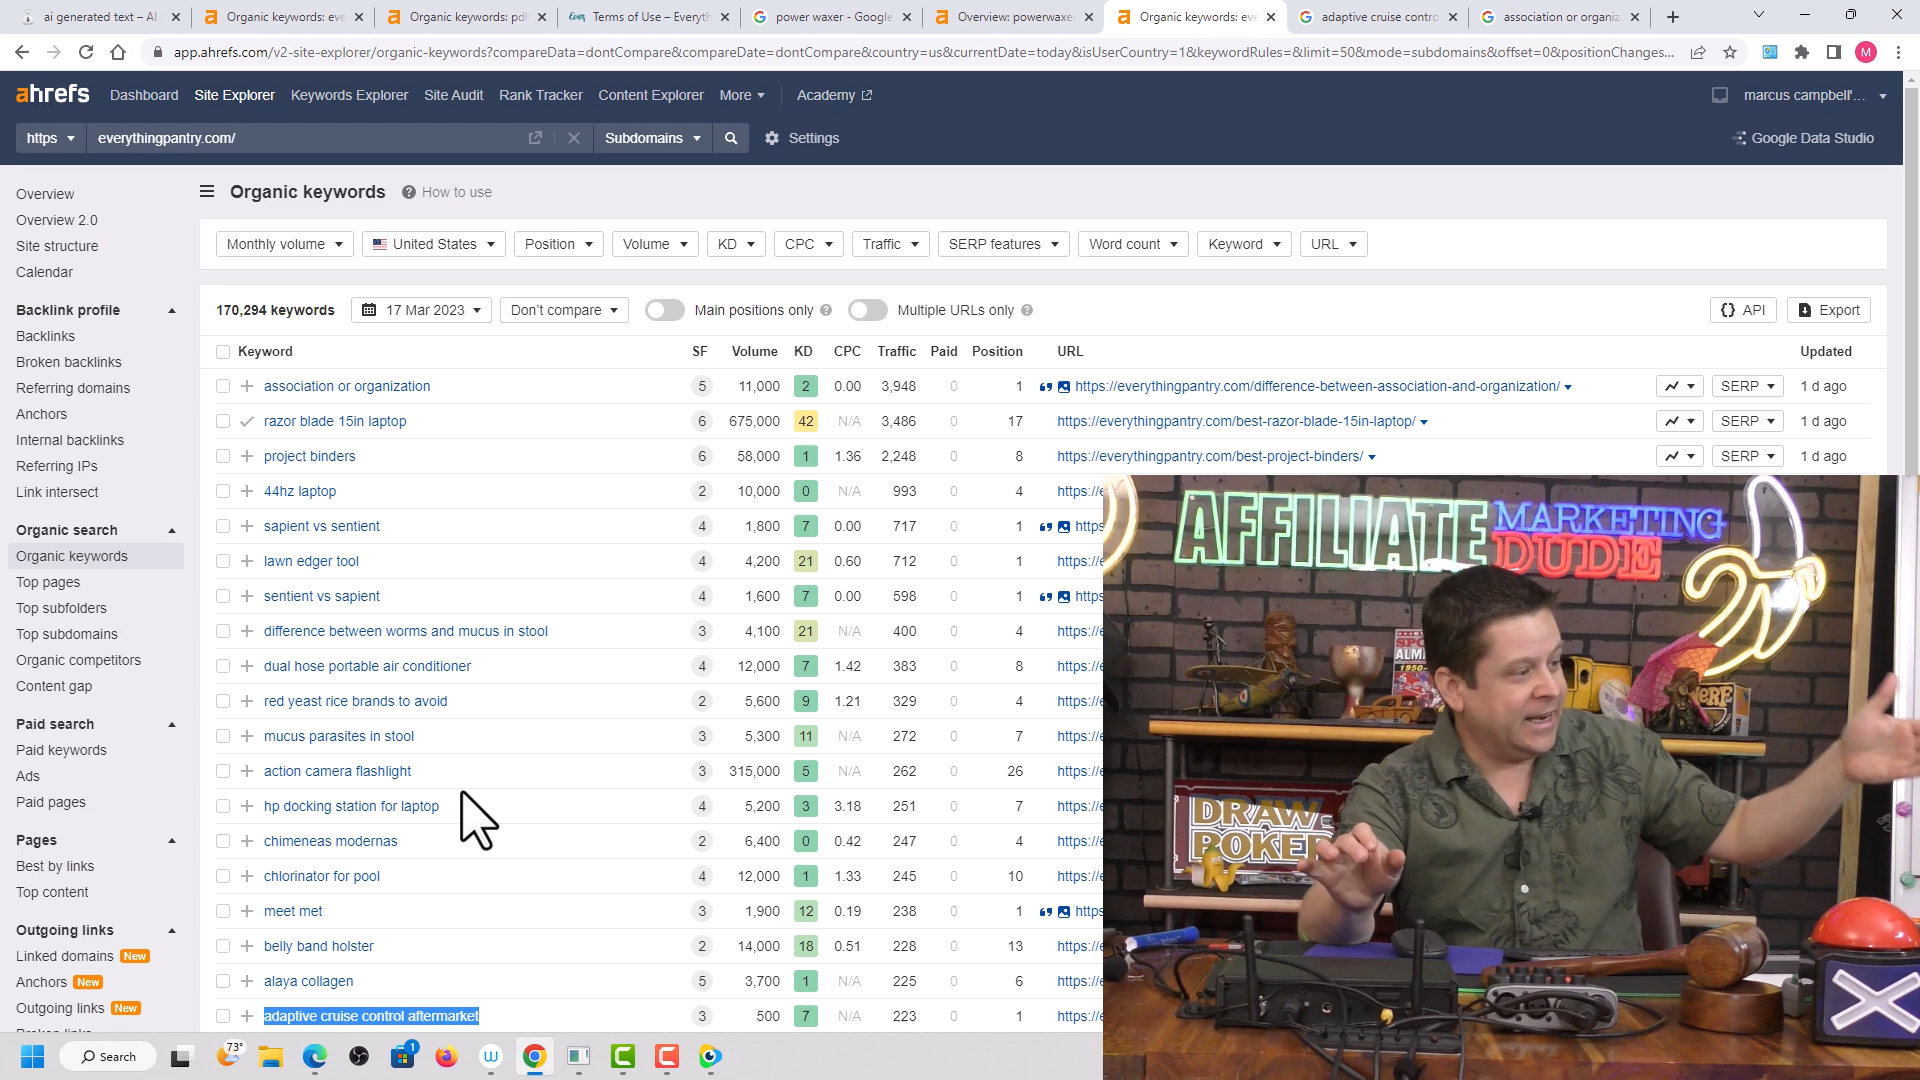 ai generated text – AI C
Organic keywords: eve
Organic keywords: pdf
Terms of Use – Everyth
power waxer - Google
Overview: powerwaxer
Organic keywords: eve
adaptive cruise contro
association or organiz
app.ahrefs.com/v2-site-explorer/organic-keywords?compareData=dontCompare&compareDate=dontCompare&country=us&currentDate=today&isUserCountry=1&keywordRules=&limit=50&mode=subdomains&offset=0&positionChanges...
M
ahrefs Dashboard Site Explorer Keywords Explorer Site Audit Rank Tracker Content Explorer More Academy marcus campbell'...
https everythingpantry.com/ Subdomains Settings Google Data Studio
Overview
Overview 2.0
Site structure
Calendar
Backlink profile
Backlinks
Broken backlinks
Referring domains
Anchors
Internal backlinks
Referring IPs
Link intersect
Organic search
Organic keywords
Top pages
Top subfolders
Top subdomains
Organic competitors
Content gap
Paid search
Paid keywords
Ads
Paid pages
Pages
Best by links
Top content
Outgoing links
Linked domains New
Anchors New
Outgoing links New
Organic keywords ? How to use
Monthly volume United States Position Volume KD CPC Traffic SERP features Word count Keyword URL
170,294 keywords 17 Mar 2023 Don't compare Main positions only ? Multiple URLs only ? API Export
Keyword SF Volume KD CPC Traffic Paid Position URL Updated
association or organization 5 11,000 2 0.00 3,948 0 1 https://everythingpantry.com/difference-between-association-and-organization/ SERP 1 d ago
razor blade 15in laptop 6 675,000 42 N/A 3,486 0 17 https://everythingpantry.com/best-razor-blade-15in-laptop/ SERP 1 d ago
project binders 6 58,000 1 1.36 2,248 0 8 https://everythingpantry.com/best-project-binders/ SERP 1 d ago
44hz laptop 2 10,000 0 N/A 993 0 4 https://e
sapient vs sentient 4 1,800 7 0.00 717 0 1 https
lawn edger tool 4 4,200 21 0.60 712 0 1 https://e
sentient vs sapient 4 1,600 7 0.00 598 0 1 https
difference between worms and mucus in stool 3 4,100 21 N/A 400 0 4 https://e
dual hose portable air conditioner 4 12,000 7 1.42 383 0 8 https://e
red yeast rice brands to avoid 2 5,600 9 1.21 329 0 4 https://e
mucus parasites in stool 3 5,300 11 N/A 272 0 7 https://e
action camera flashlight 3 315,000 5 N/A 262 0 26 https://e
hp docking station for laptop 4 5,200 3 3.18 251 0 7 https://e
chimeneas modernas 2 6,400 0 0.42 247 0 4 https://e
chlorinator for pool 4 12,000 1 1.33 245 0 10 https://e
meet met 3 1,900 12 0.19 238 0 1 https
belly band holster 2 14,000 18 0.51 228 0 13 https://e
alaya collagen 5 3,700 1 N/A 225 0 6 https://e
adaptive cruise control aftermarket 3 500 7 N/A 223 0 1 https://e
AFFILIATE MARKETING
DUDE
DRAW
POKER
NERF
Search
73°
1